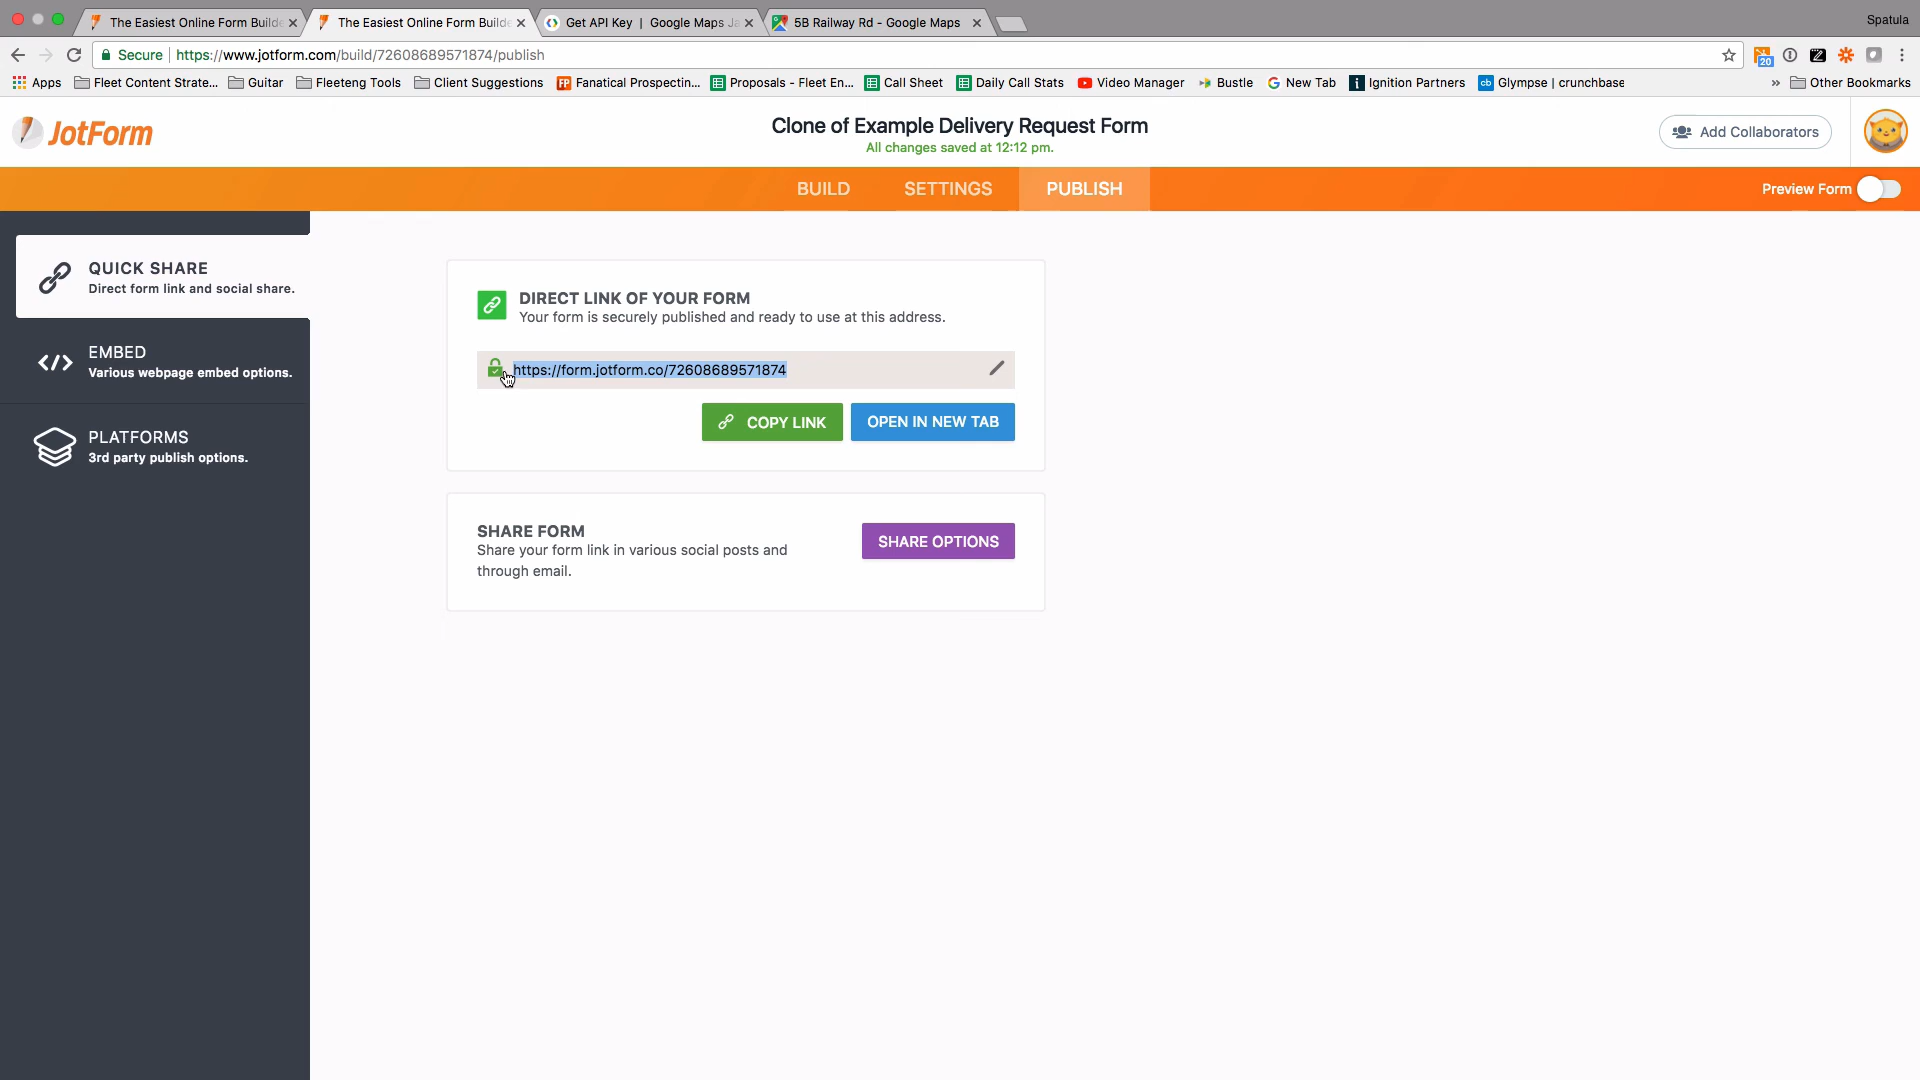 The Easiest Online Form Builde
The Easiest Online Form Builde
Get API Key | Google Maps Ja
5B Railway Rd - Google Maps
Spatula
Secure
https://www.jotform.com/build/72608689571874/publish
20
Apps
Fleet Content Strate...
Guitar
Fleeteng Tools
Client Suggestions
FP
Fanatical Prospectin...
Proposals - Fleet En...
Call Sheet
Daily Call Stats
Video Manager
Bustle
New Tab
Ignition Partners
cb
Glympse | crunchbase
»
Other Bookmarks
JotForm
Clone of Example Delivery Request Form
All changes saved at 12:12 pm.
Add Collaborators
BUILD
SETTINGS
PUBLISH
Preview Form
QUICK SHARE
Direct form link and social share.
EMBED
Various webpage embed options.
PLATFORMS
3rd party publish options.
DIRECT LINK OF YOUR FORM
Your form is securely published and ready to use at this address.
https://form.jotform.co/72608689571874
COPY LINK
OPEN IN NEW TAB
SHARE FORM
Share your form link in various social posts and
through email.
SHARE OPTIONS